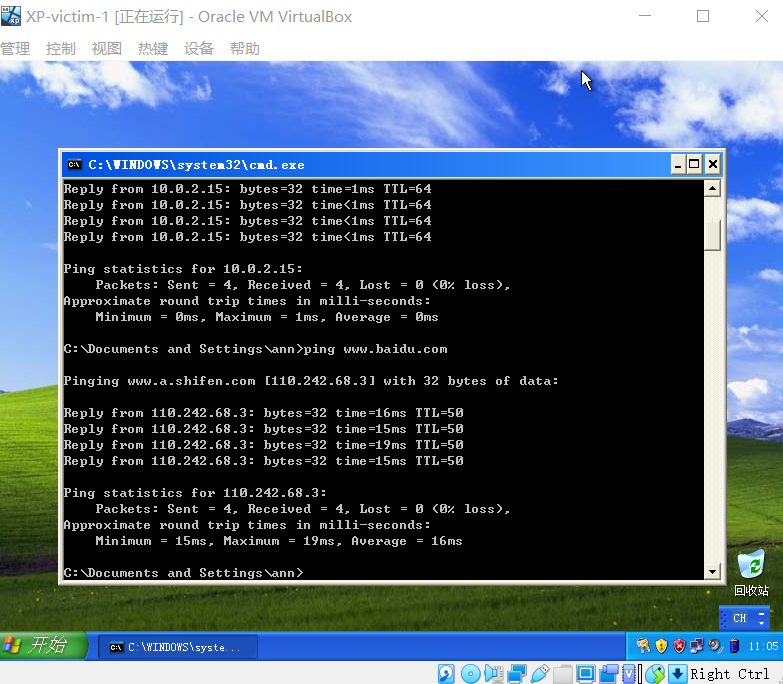 XP-victim-1 [正在运行] - Oracle VM VirtualBox
管理 控制 视图 热键 设备 帮助
C:\WINDOWS\system32\cmd.exe
Reply from 10.0.2.15: bytes=32 time=1ms TTL=64
Reply from 10.0.2.15: bytes=32 time<1ms TTL=64
Reply from 10.0.2.15: bytes=32 time<1ms TTL=64
Reply from 10.0.2.15: bytes=32 time<1ms TTL=64
Ping statistics for 10.0.2.15:
Packets: Sent = 4, Received = 4, Lost = 0 (0% loss),
Approximate round trip times in milli-seconds:
Minimum = 0ms, Maximum = 1ms, Average = 0ms
C:\Documents and Settings\ann>ping www.baidu.com
Pinging www.a.shifen.com [110.242.68.3] with 32 bytes of data:
Reply from 110.242.68.3: bytes=32 time=16ms TTL=50
Reply from 110.242.68.3: bytes=32 time=15ms TTL=50
Reply from 110.242.68.3: bytes=32 time=19ms TTL=50
Reply from 110.242.68.3: bytes=32 time=15ms TTL=50
Ping statistics for 110.242.68.3:
Packets: Sent = 4, Received = 4, Lost = 0 (0% loss),
Approximate round trip times in milli-seconds:
Minimum = 15ms, Maximum = 19ms, Average = 16ms
C:\Documents and Settings\ann>
回收站
CH
开始
C:\WINDOWS\syste...
11:05
Right Ctrl